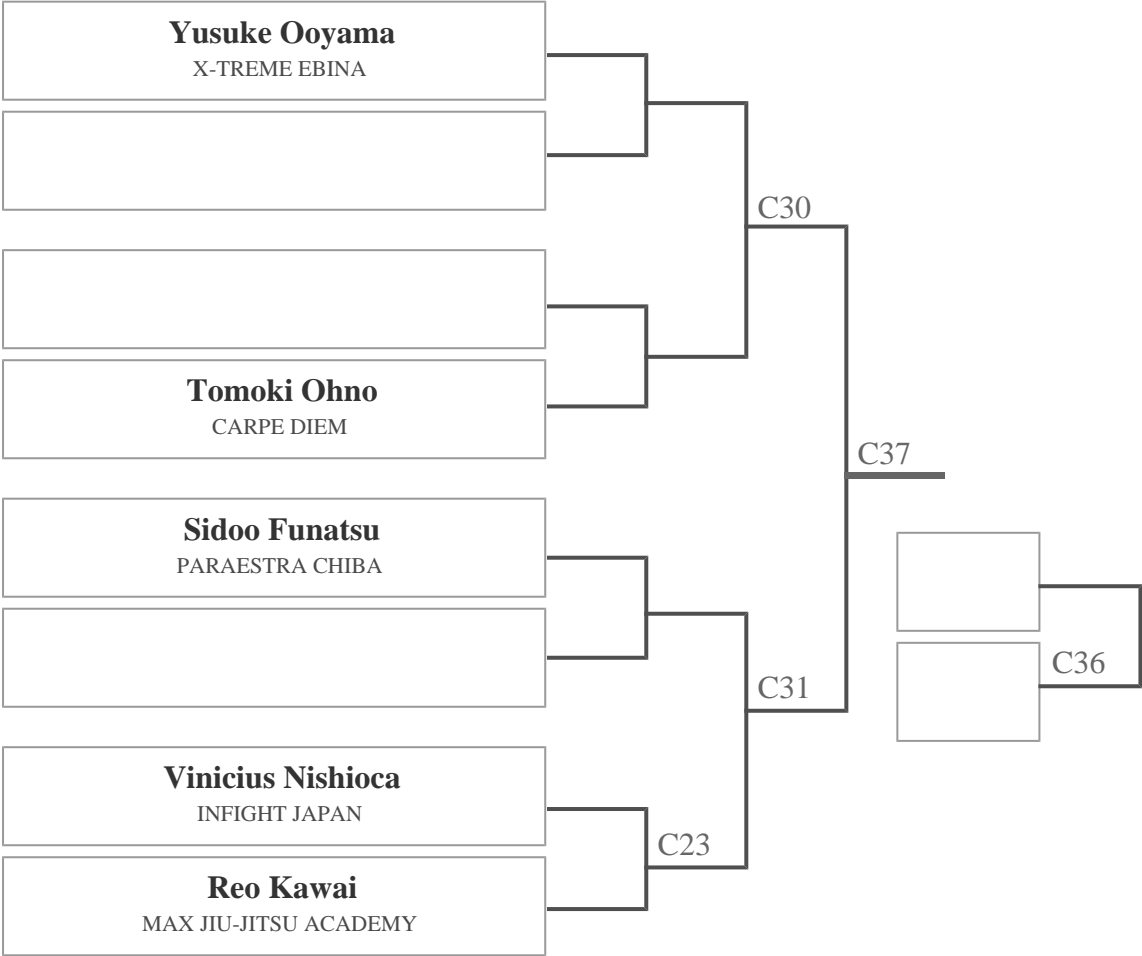 Yusuke Ooyama
X-TREME EBINA
C30
Tomoki Ohno
CARPE DIEM
C37
Sidoo Funatsu
PARAESTRA CHIBA
C36
C31
Vinicius Nishioca
INFIGHT JAPAN
C23
Reo Kawai
MAX JIU-JITSU ACADEMY